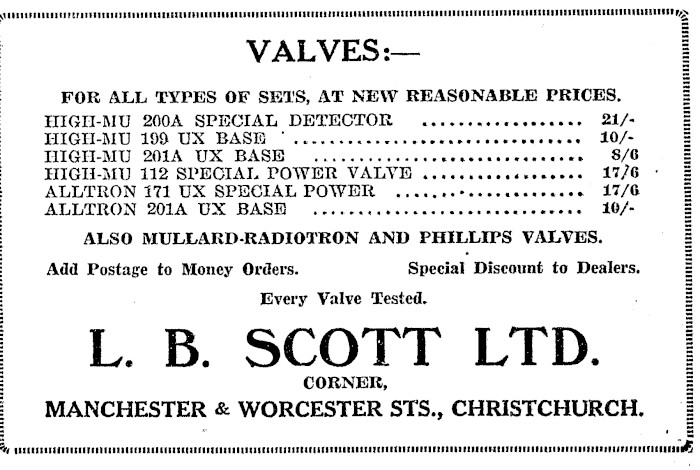 VALVES:—
FOR ALL TYPES OF SETS, AT NEW REASONABLE PRICES.
HIGH-MU 200A SPECIAL DETECTOR .................. 21/-
HIGH-MU 199 UX BASE .............................. 10/-
HIGH-MU 201A UX BASE ............................ 8/6
HIGH-MU 112 SPECIAL POWER VALVE .................. 17/6
ALLTRON 171 UX SPECIAL POWER .................... 17/6
ALLTRON 201A UX BASE ............................ 10/-
ALSO MULLARD-RADIOTRON AND PHILLIPS VALVES.
Add Postage to Money Orders. Special Discount to Dealers.
Every Valve Tested.
L. B. SCOTT LTD.
CORNER,
MANCHESTER & WORCESTER STS., CHRISTCHURCH.